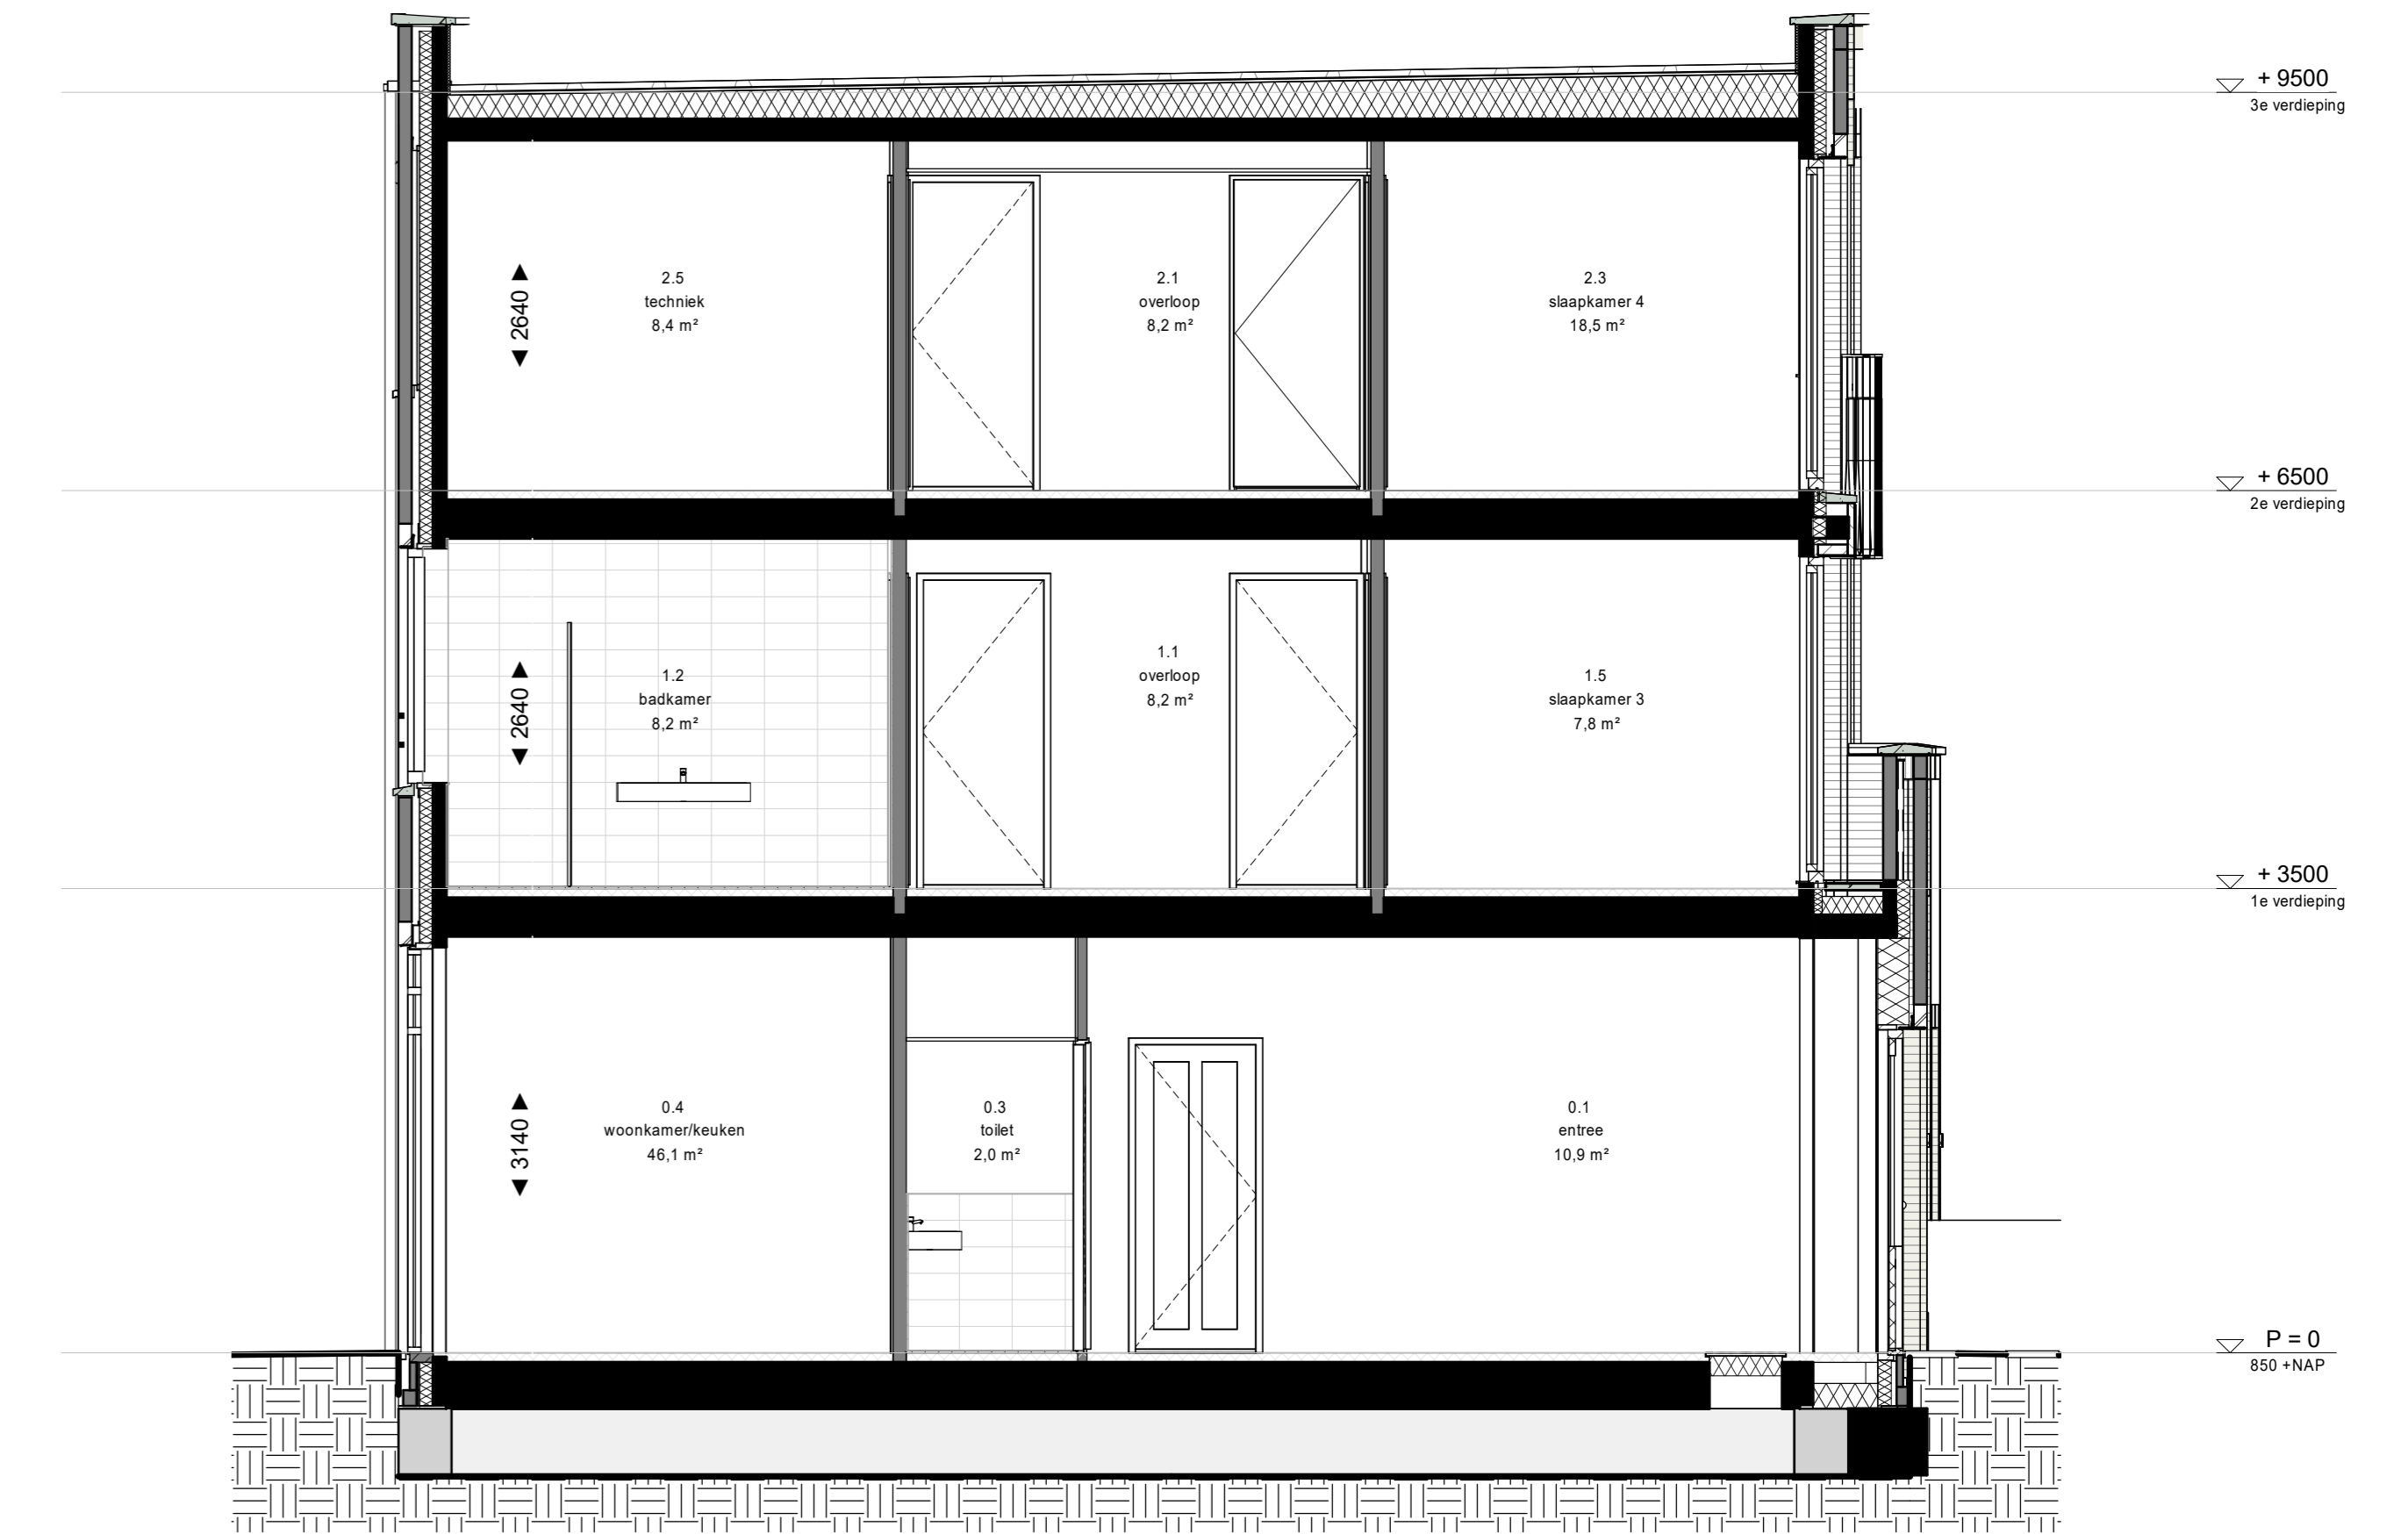 + 9500
3e verdieping
2.5
techniek
8,4 m²
2640
2.1
overloop
8,2 m²
2.3
slaapkamer 4
18,5 m²
+ 6500
2e verdieping
1.2
badkamer
8,2 m²
2640
1.1
overloop
8,2 m²
1.5
slaapkamer 3
7,8 m²
+ 3500
1e verdieping
0.4
woonkamer/keuken
46,1 m²
3140
0.3
toilet
2,0 m²
0.1
entree
10,9 m²
P = 0
850 +NAP